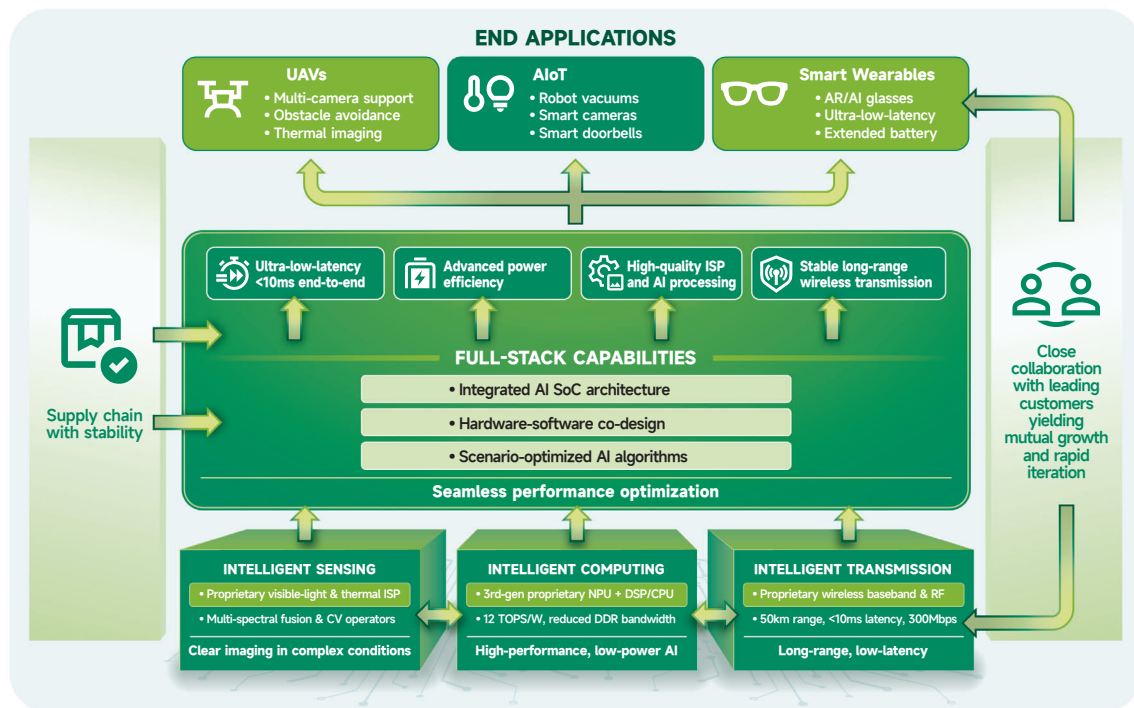 END APPLICATIONS
UAVs
• Multi-camera support
• Obstacle avoidance
• Thermal imaging
AIoT
• Robot vacuums
• Smart cameras
• Smart doorbells
Smart Wearables
• AR/AI glasses
• Ultra-low-latency
• Extended battery
Supply chain
with stability
Ultra-low-latency
<10ms end-to-end
Advanced power
efficiency
High-quality ISP
and AI processing
Stable long-range
wireless transmission
FULL-STACK CAPABILITIES
• Integrated AI SoC architecture
• Hardware-software co-design
• Scenario-optimized AI algorithms
Seamless performance optimization
Close
collaboration
with leading
customers
yielding
mutual growth
and rapid
iteration
INTELLIGENT SENSING
• Proprietary visible-light & thermal ISP
• Multi-spectral fusion & CV operators
Clear imaging in complex conditions
INTELLIGENT COMPUTING
• 3rd-gen proprietary NPU + DSP/CPU
• 12 TOPS/W, reduced DDR bandwidth
High-performance, low-power AI
INTELLIGENT TRANSMISSION
• Proprietary wireless baseband & RF
• 50km range, <10ms latency, 300Mbps
Long-range, low-latency